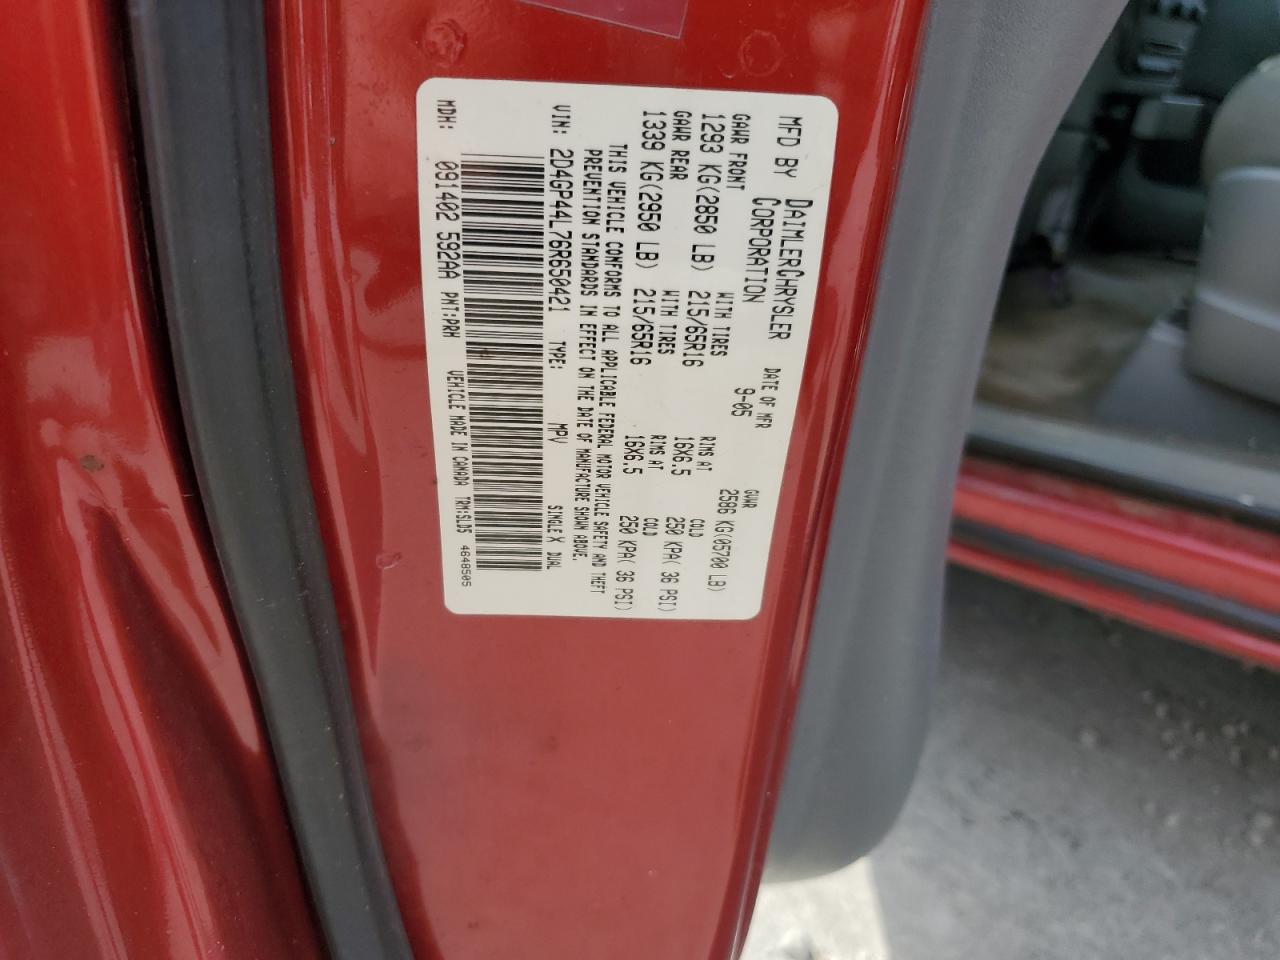 MFD BY DAIMLERCHRYSLER CORPORATION
DATE OF MFR 9-05
GVWR 2586 KG(05700 LB)
GAWR FRONT WITH TIRES RIMS AT COLD
1293 KG(2850 LB) 215/65R16 16X6.5 250 KPA( 36 PSI)
GAWR REAR WITH TIRES RIMS AT COLD
1339 KG(2950 LB) 215/65R16 16X6.5 250 KPA( 36 PSI)
THIS VEHICLE CONFORMS TO ALL APPLICABLE FEDERAL MOTOR VEHICLE SAFETY AND THEFT
PREVENTION STANDARDS IN EFFECT ON THE DATE OF MANUFACTURE SHOWN ABOVE.
VIN: 2D4GP44L76R650421 TYPE: MPV SINGLE X DUAL
MDH: 091402 592AA PNT:PRH VEHICLE MADE IN CANADA TRM:SLD5 4648505